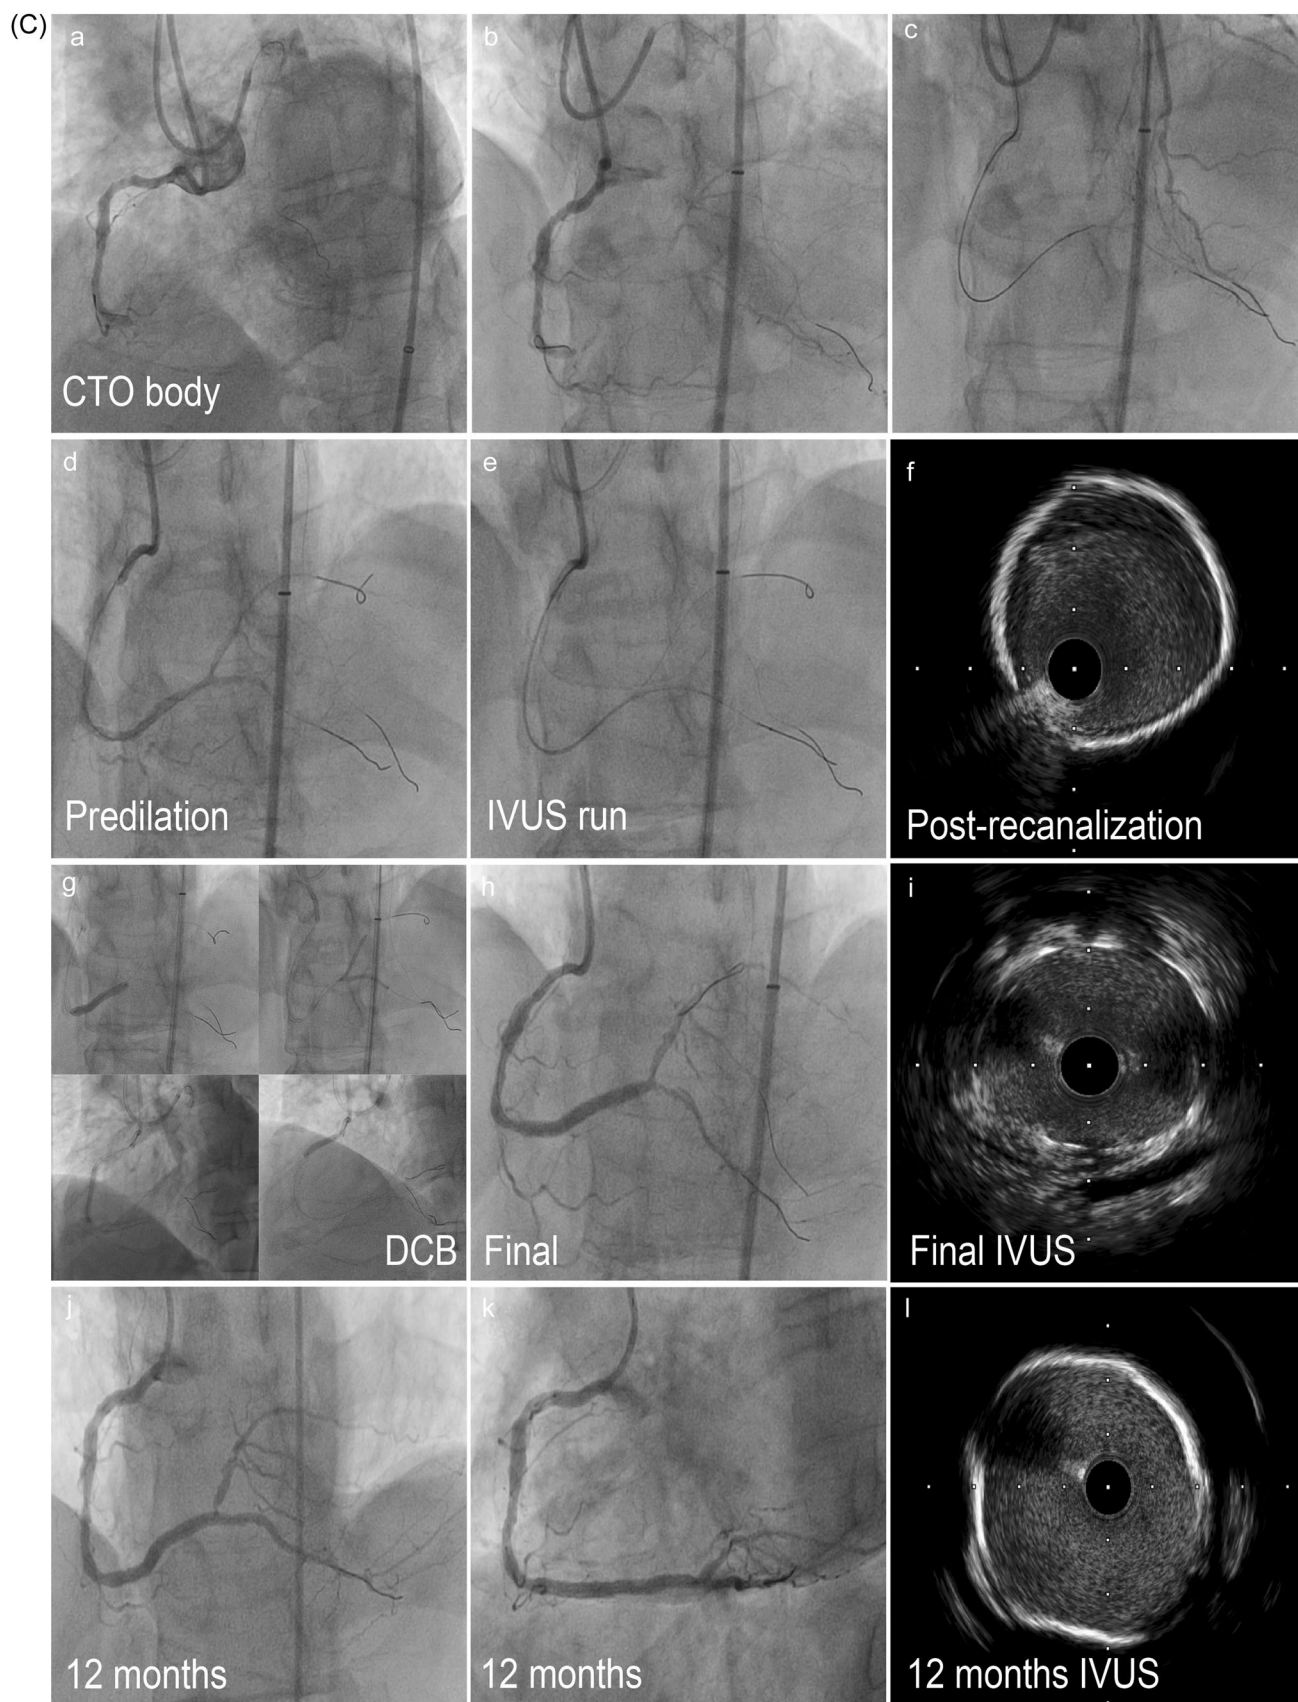 (C)
a
b
c
CTO body
d
e
f
Predilation
IVUS run
Post-recanalization
g
h
i
DCB
Final
Final IVUS
j
k
l
12 months
12 months
12 months IVUS